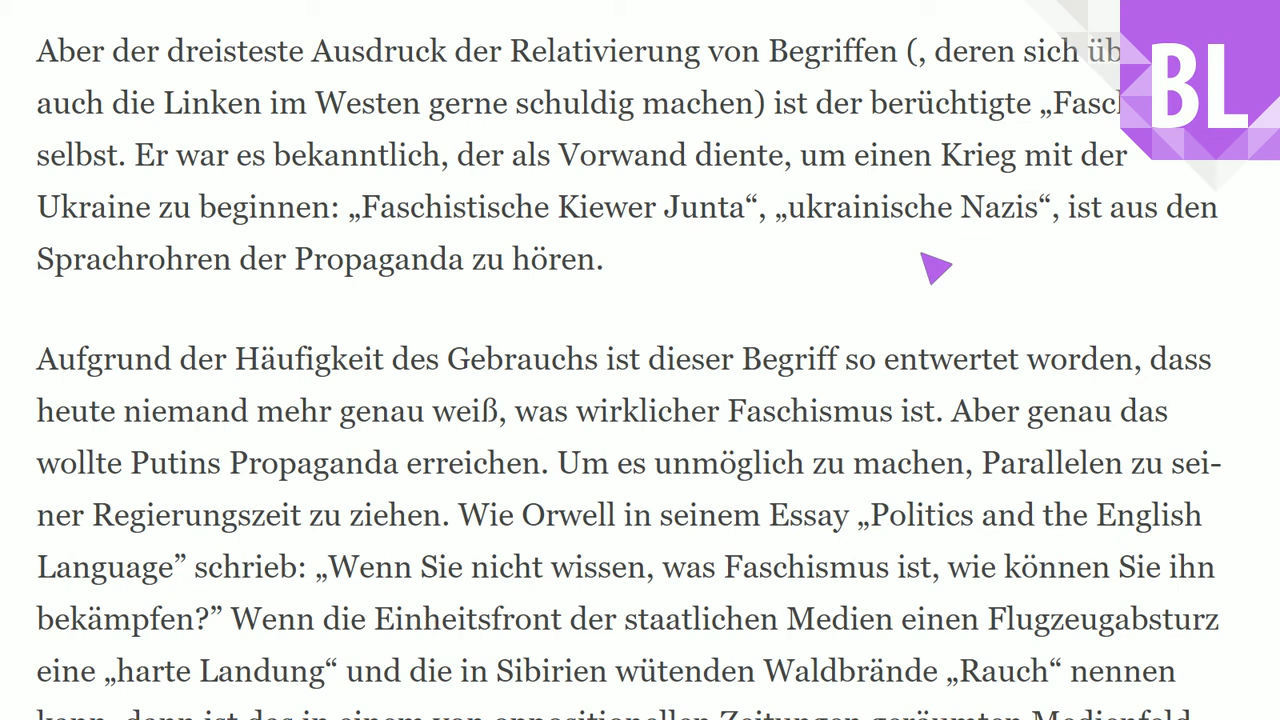 Aber der dreisteste Ausdruck der Relativierung von Begriffen (, deren sich
BL
auch die Linken im Westen gerne schuldig machen) ist der berüchtigte
selbst. Er war es bekanntlich, der als Vorwand diente, um einen Krieg mit der
Ukraine zu beginnen: „Faschistische Kiewer Junta“, „ukrainische Nazis“, ist aus den
Sprachrohren der Propaganda zu hören.
Aufgrund der Häufigkeit des Gebrauchs ist dieser Begriff so entwertet worden, dass
heute niemand mehr genau weiß, was wirklicher Faschismus ist. Aber genau das
wollte Putins Propaganda erreichen. Um es unmöglich zu machen, Parallelen zu sei-
ner Regierungszeit zu ziehen. Wie Orwell in seinem Essay „Politics and the English
Language” schrieb: „Wenn Sie nicht wissen, was Faschismus ist, wie können Sie ihn
bekämpfen?” Wenn die Einheitsfront der staatlichen Medien einen Flugzeugabsturz
eine „harte Landung“ und die in Sibirien wütenden Waldbrände „Rauch“ nennen